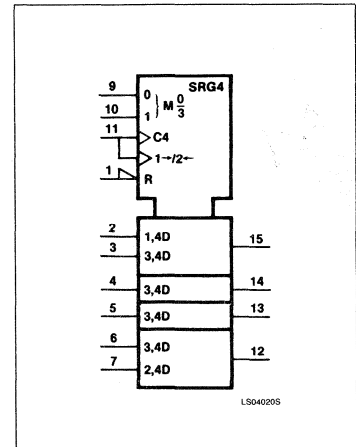 SRG4
9 0
10 1 } M 0/3
11 C4
1→/2←
1 R
2 1,4D 15
3 3,4D
4 3,4D 14
5 3,4D 13
6 3,4D 12
7 2,4D
LS04020S